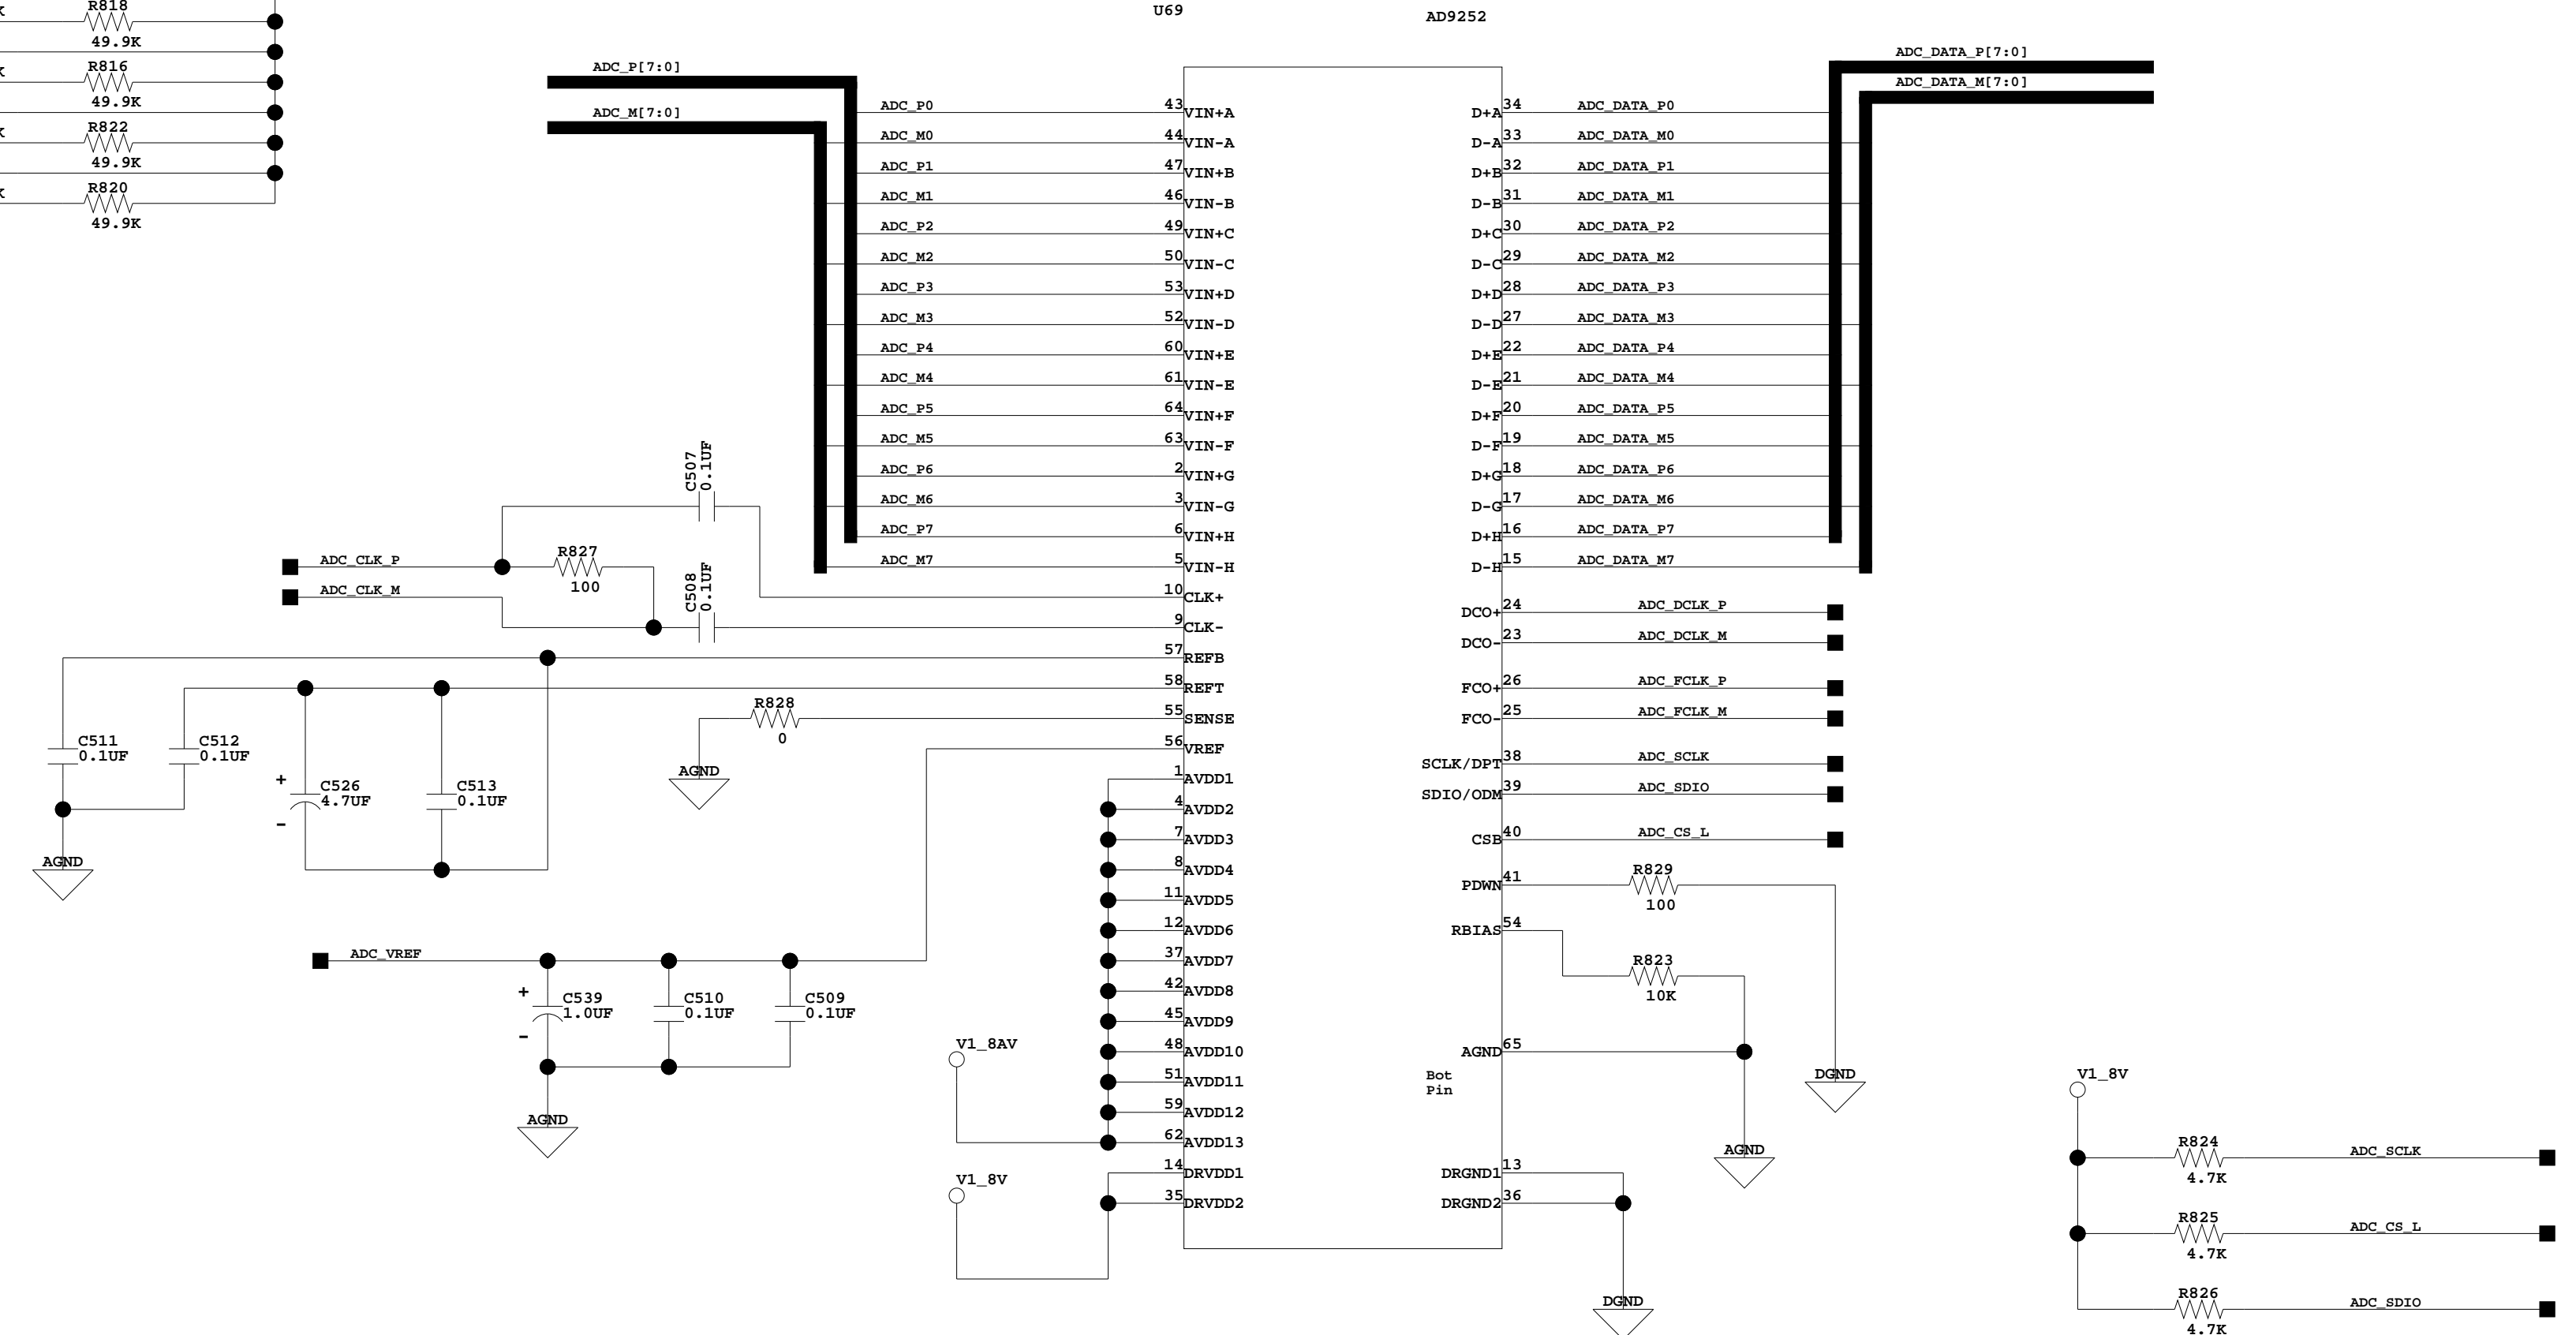 K
R818
49.9K
K
R816
49.9K
K
R822
49.9K
K
R820
49.9K
U69
AD9252
ADC_P[7:0]
ADC_M[7:0]
ADC_DATA_P[7:0]
ADC_DATA_M[7:0]
ADC_P0 43 VIN+A D+A 34 ADC_DATA_P0
ADC_M0 44 VIN-A D-A 33 ADC_DATA_M0
ADC_P1 47 VIN+B D+B 32 ADC_DATA_P1
ADC_M1 46 VIN-B D-B 31 ADC_DATA_M1
ADC_P2 49 VIN+C D+C 30 ADC_DATA_P2
ADC_M2 50 VIN-C D-C 29 ADC_DATA_M2
ADC_P3 53 VIN+D D+D 28 ADC_DATA_P3
ADC_M3 52 VIN-D D-D 27 ADC_DATA_M3
ADC_P4 60 VIN+E D+E 22 ADC_DATA_P4
ADC_M4 61 VIN-E D-E 21 ADC_DATA_M4
ADC_P5 64 VIN+F D+F 20 ADC_DATA_P5
ADC_M5 63 VIN-F D-F 19 ADC_DATA_M5
ADC_P6 2 VIN+G D+G 18 ADC_DATA_P6
ADC_M6 3 VIN-G D-G 17 ADC_DATA_M6
ADC_P7 6 VIN+H D+H 16 ADC_DATA_P7
ADC_M7 5 VIN-H D-H 15 ADC_DATA_M7
C507
0.1UF
ADC_CLK_P
R827
100
ADC_CLK_M
C508
0.1UF
10 CLK+
9 CLK-
57 REFB
58 REFT
R828
0
AGND
55 SENSE
56 VREF
C511
0.1UF
C512
0.1UF
+
C526
4.7UF
-
C513
0.1UF
AGND
ADC_VREF
+
C539
1.0UF
-
C510
0.1UF
C509
0.1UF
AGND
1 AVDD1
4 AVDD2
7 AVDD3
8 AVDD4
11 AVDD5
12 AVDD6
37 AVDD7
42 AVDD8
45 AVDD9
48 AVDD10
51 AVDD11
59 AVDD12
62 AVDD13
V1_8AV
14 DRVDD1
35 DRVDD2
V1_8V
DCO+ 24 ADC_DCLK_P
DCO- 23 ADC_DCLK_M
FCO+ 26 ADC_FCLK_P
FCO- 25 ADC_FCLK_M
SCLK/DPT 38 ADC_SCLK
SDIO/ODM 39 ADC_SDIO
CSB 40 ADC_CS_L
PDWN 41
R829
100
RBIAS 54
R823
10K
AGND 65
Bot
Pin
DGND
AGND
DRGND1 13
DRGND2 36
DGND
V1_8V
R824
4.7K
ADC_SCLK
R825
4.7K
ADC_CS_L
R826
4.7K
ADC_SDIO